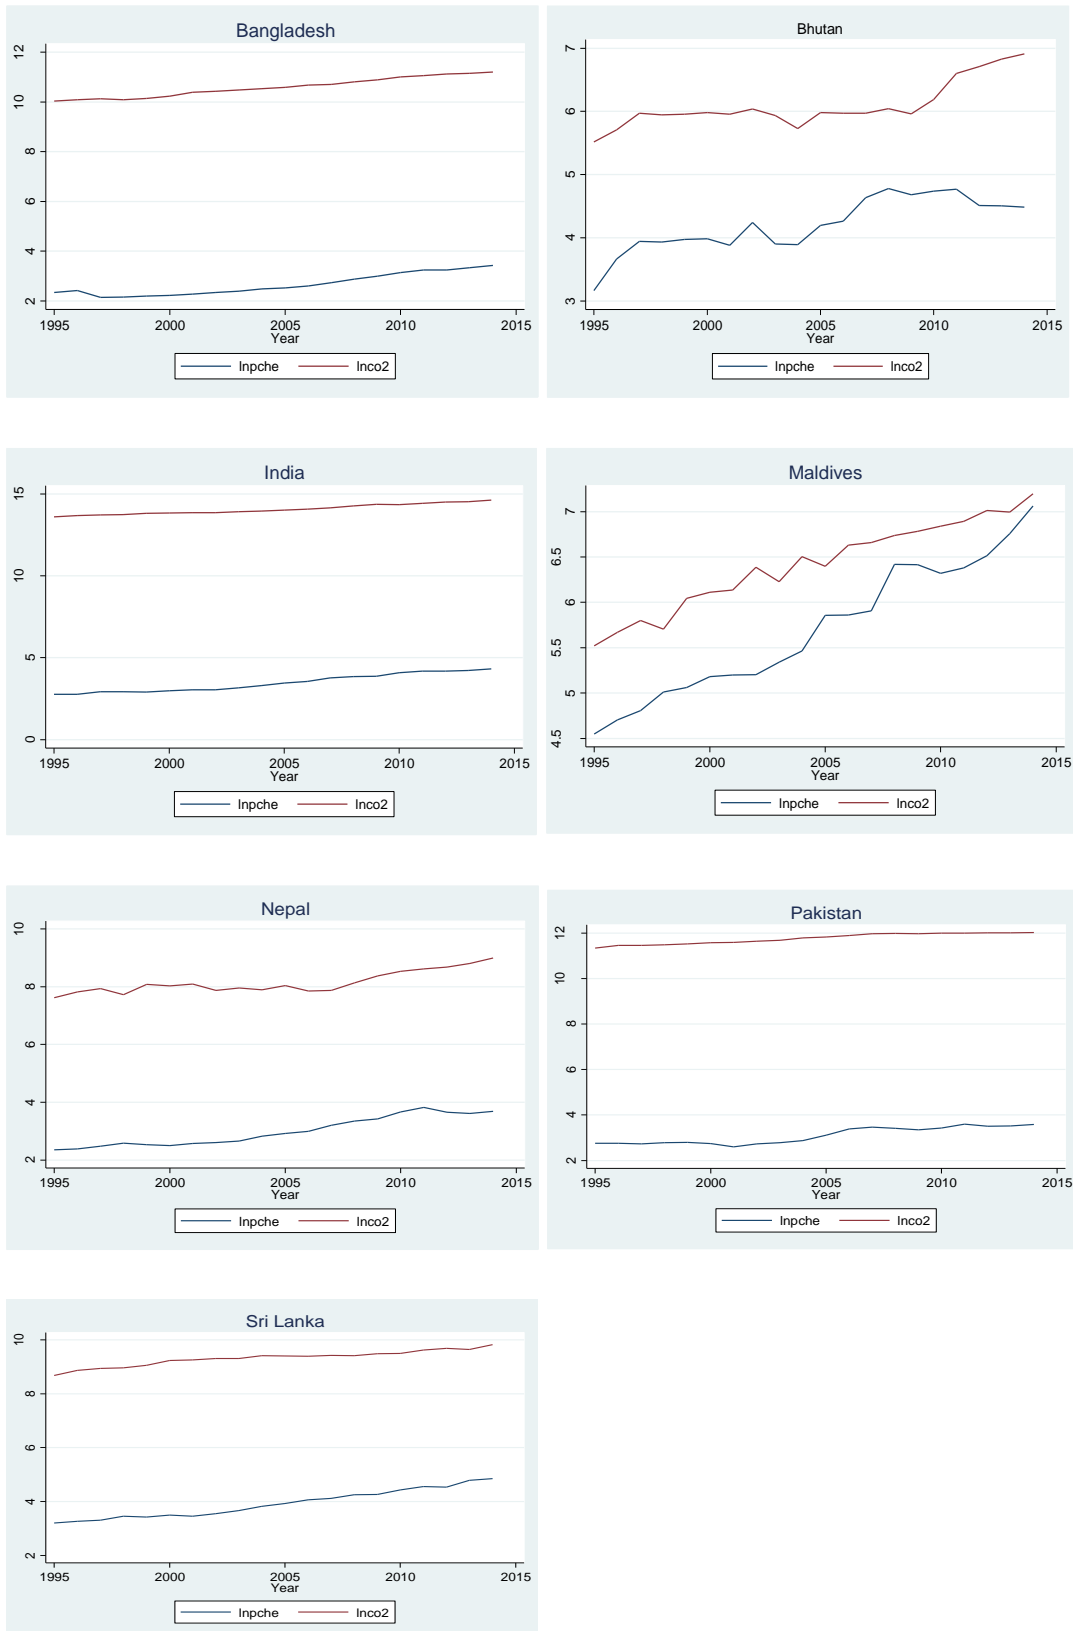 Bangladesh
12
10
8
6
4
2
1995 2000 2005 2010 2015
Year
lnpche lnco2
Bhutan
7
6
5
4
3
1995 2000 2005 2010 2015
Year
lnpche lnco2
India
15
10
5
0
1995 2000 2005 2010 2015
Year
lnpche lnco2
Maldives
7
6.5
6
5.5
5
4.5
1995 2000 2005 2010 2015
Year
lnpche lnco2
Nepal
10
8
6
4
2
1995 2000 2005 2010 2015
Year
lnpche lnco2
Pakistan
12
10
8
6
4
2
1995 2000 2005 2010 2015
Year
lnpche lnco2
Sri Lanka
10
8
6
4
2
1995 2000 2005 2010 2015
Year
lnpche lnco2